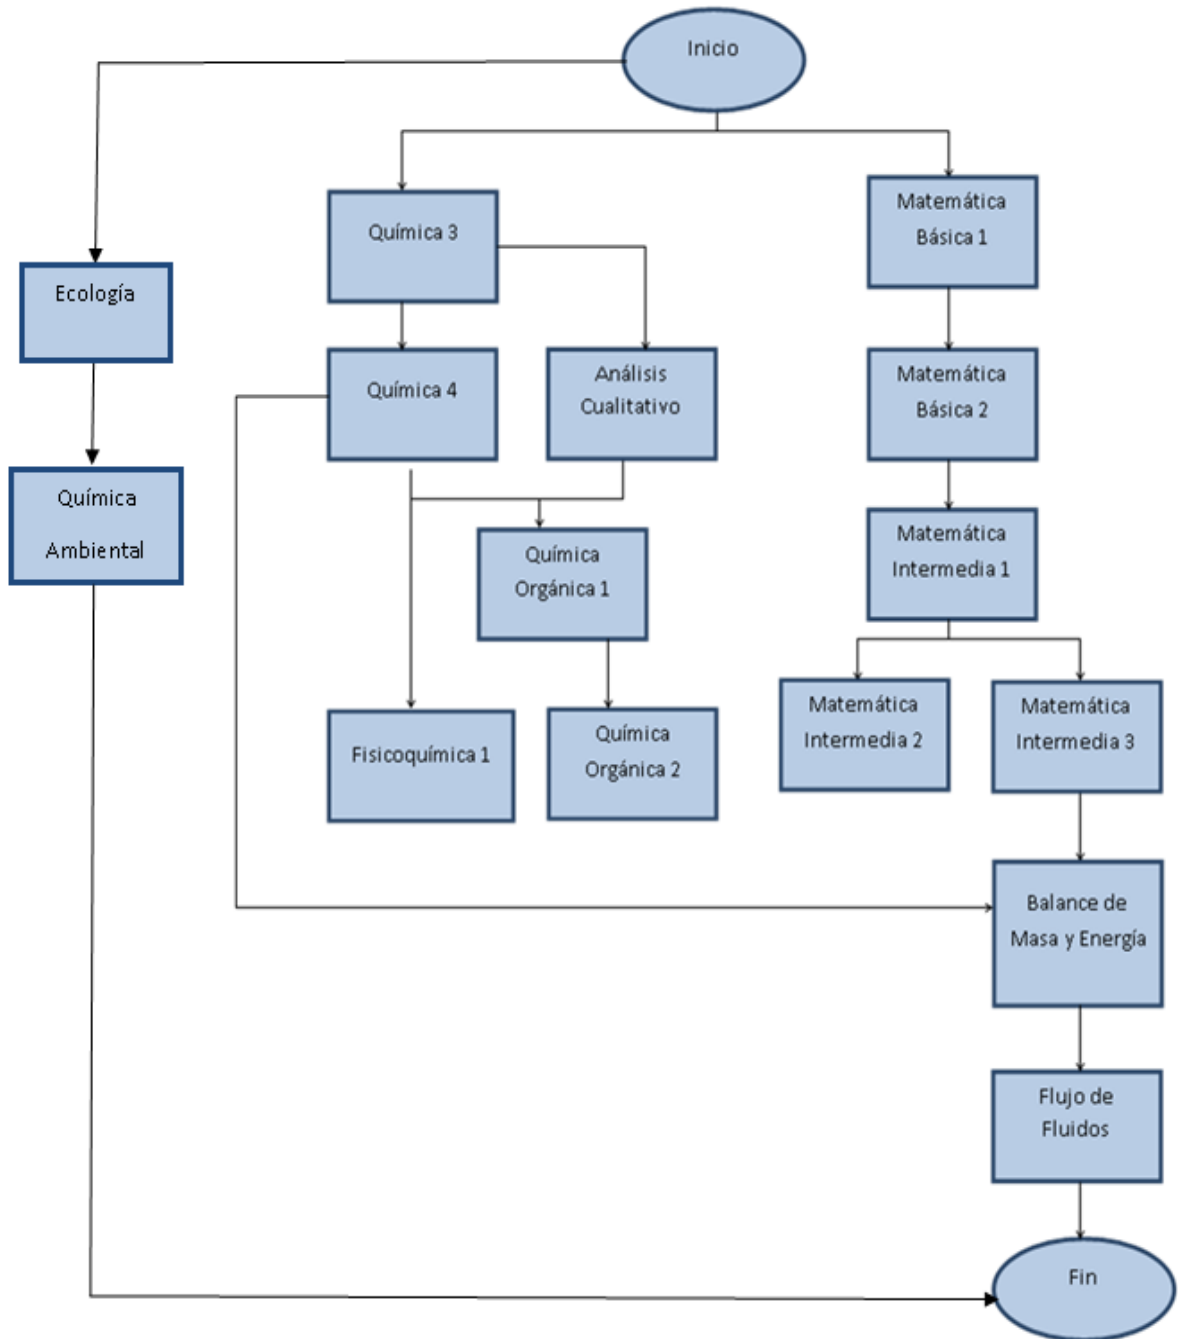 Inicio
Matemática
Básica 1
Química 3
Ecología
Química 4
Análisis
Cualitativo
Matemática
Básica 2
Química
Ambiental
Química
Orgánica 1
Matemática
Intermedia 1
Fisicoquímica 1
Química
Orgánica 2
Matemática
Intermedia 2
Matemática
Intermedia 3
Balance de
Masa y Energía
Flujo de
Fluidos
Fin